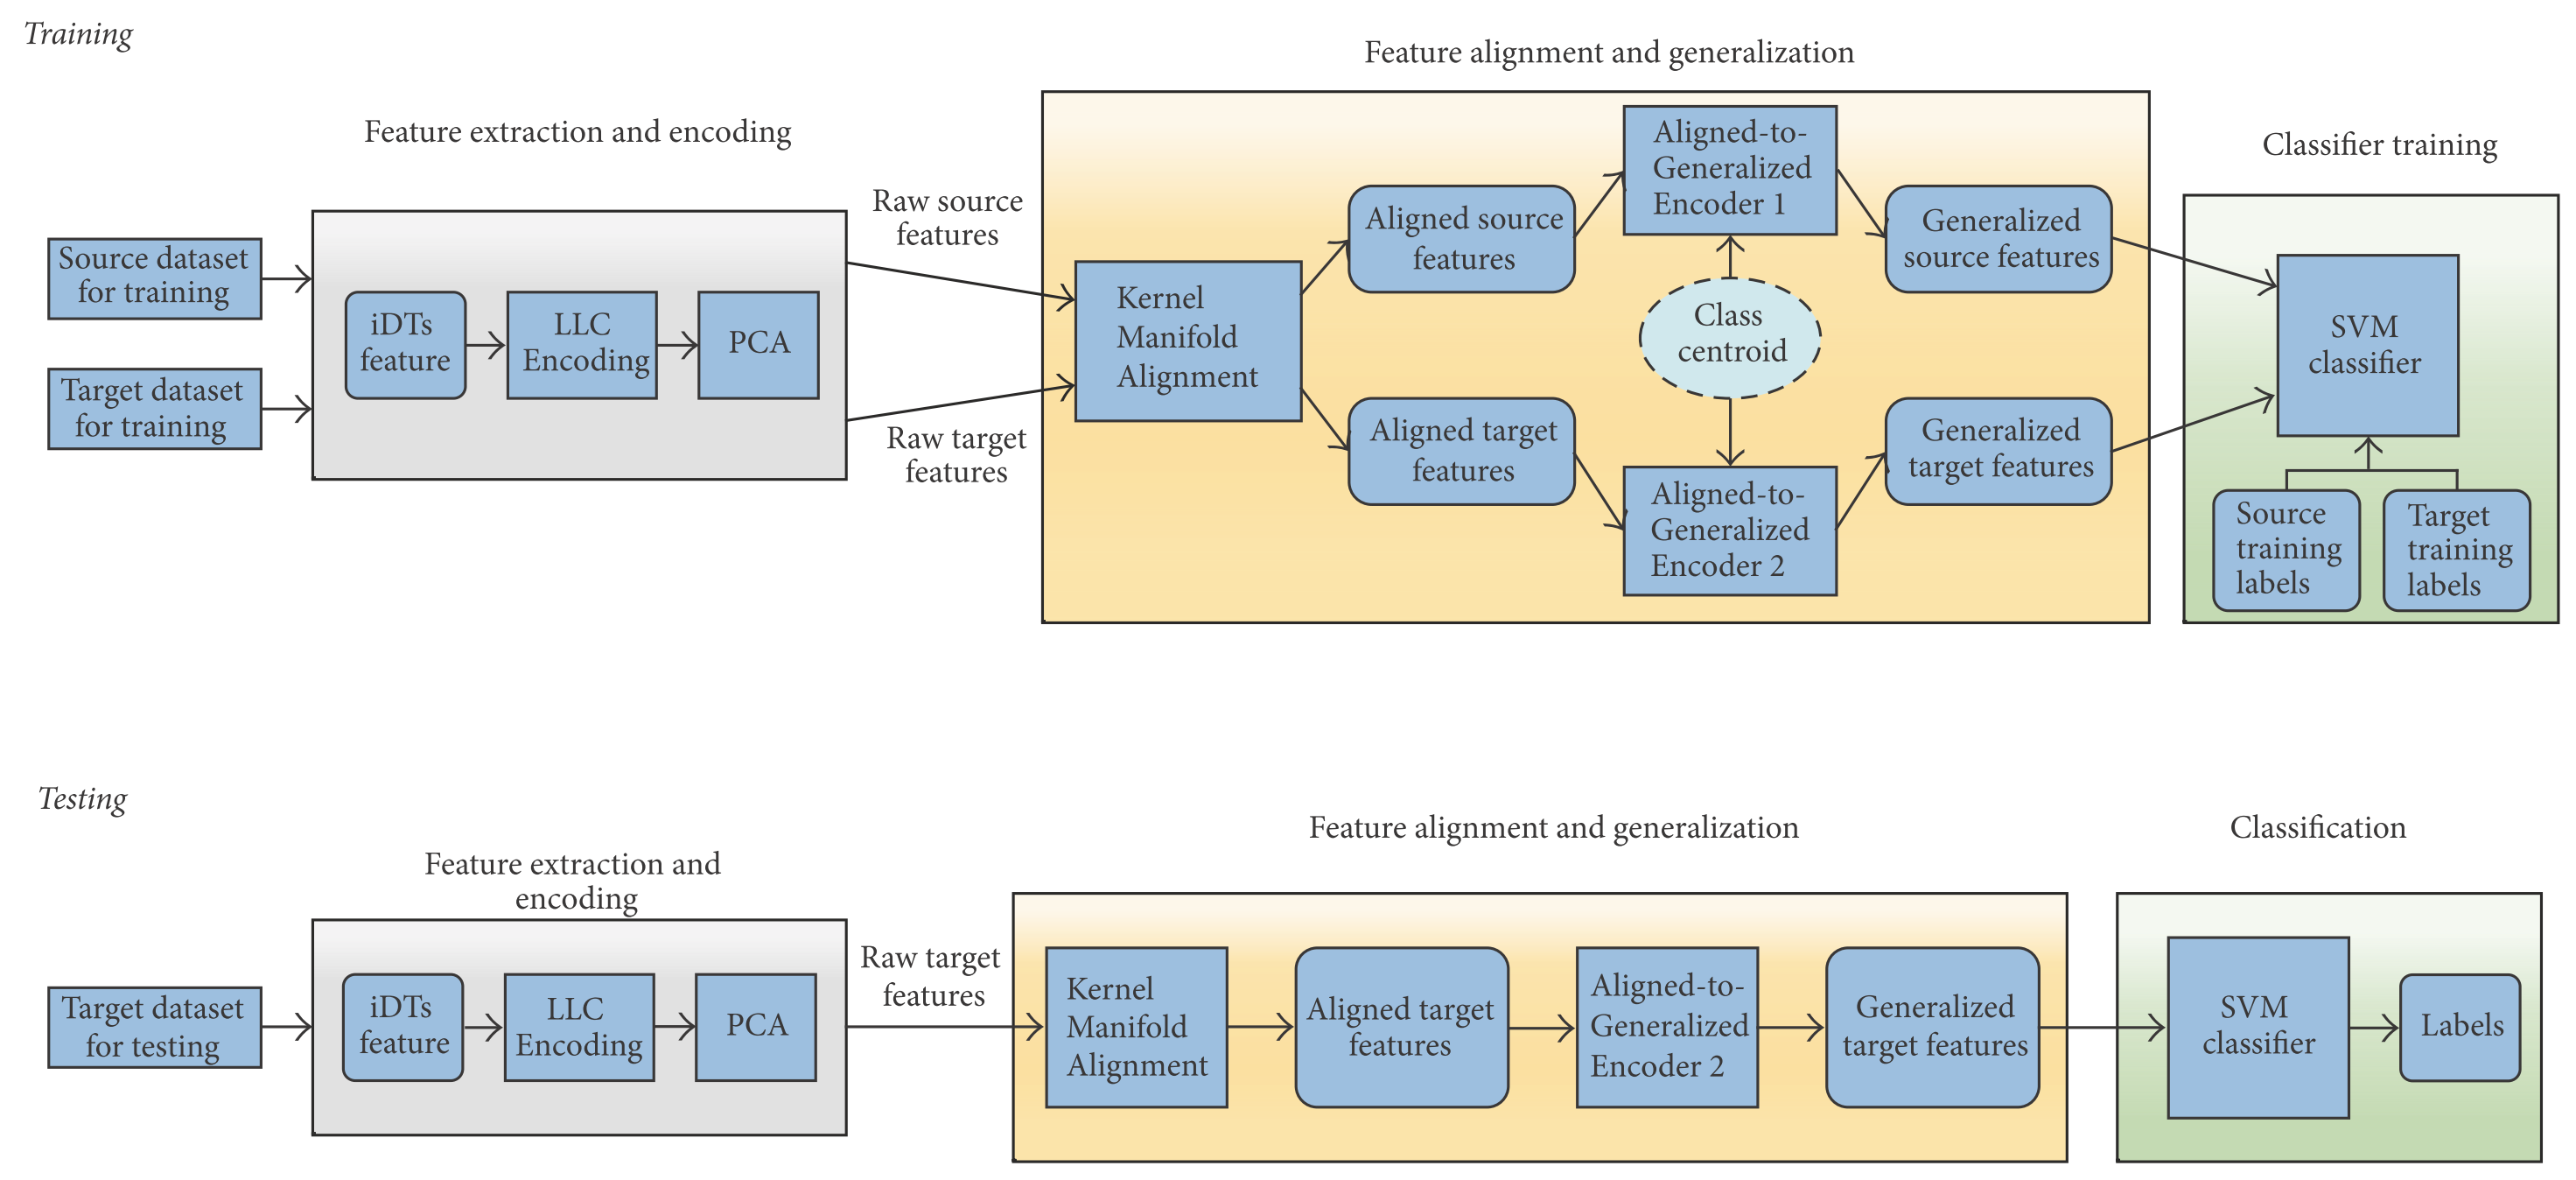 Training
Feature extraction and encoding
Source dataset
for training
Target dataset
for training
iDTs
feature
LLC
Encoding
PCA
Raw source
features
Raw target
features
Feature alignment and generalization
Kernel
Manifold
Alignment
Aligned source
features
Aligned target
features
Aligned-to-
Generalized
Encoder 1
Class
centroid
Aligned-to-
Generalized
Encoder 2
Generalized
source features
Generalized
target features
Classifier training
SVM
classifier
Source
training
labels
Target
training
labels
Testing
Feature extraction and
encoding
Target dataset
for testing
iDTs
feature
LLC
Encoding
PCA
Raw target
features
Feature alignment and generalization
Kernel
Manifold
Alignment
Aligned target
features
Aligned-to-
Generalized
Encoder 2
Generalized
target features
Classification
SVM
classifier
Labels